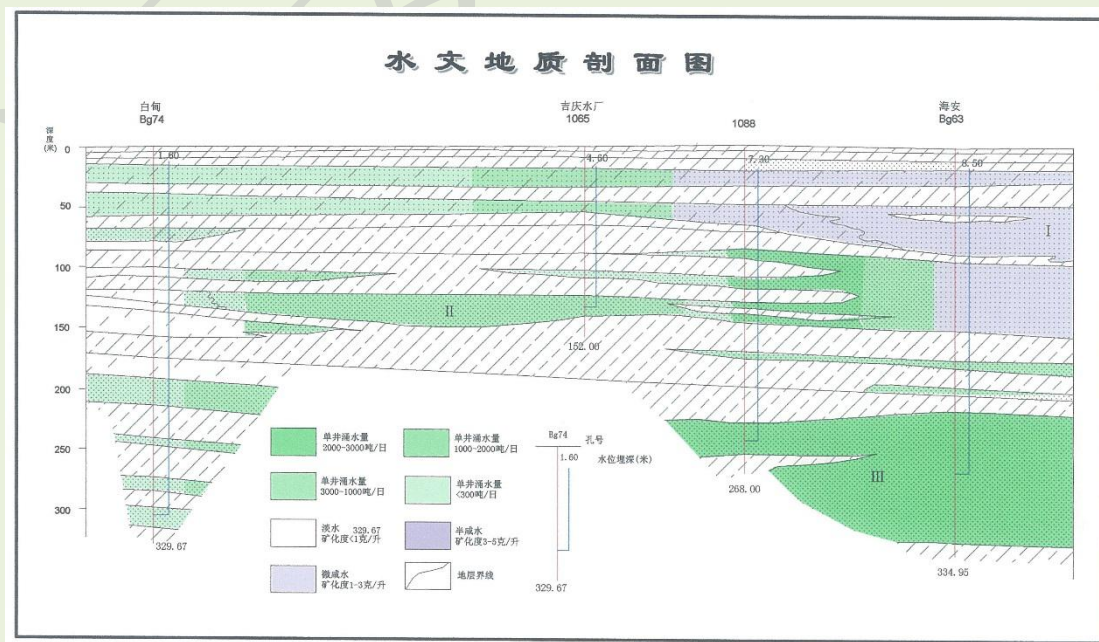 水文地质剖面图
白甸
Bg74
吉庆水厂
1065
1088
海安
Bg63
深度(米)
0
50
100
150
200
250
300
1.60
4.60
7.30
8.50
I
II
III
152.00
268.00
329.67
334.95
单井涌水量
2000-3000吨/日
单井涌水量
1000-2000吨/日
单井涌水量
3000-1000吨/日
单井涌水量
<300吨/日
淡水 329.67
矿化度<1克/升
半咸水
矿化度3-5克/升
微咸水
矿化度1-3克/升
地层界线
Bg74 孔号
1.60 水位埋深(米)
329.67